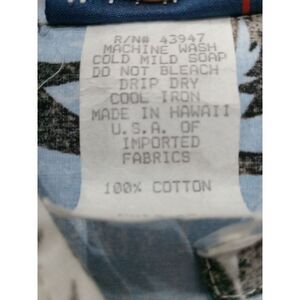 R/N# 43947
MACHINE WASH
COLD MILD SOAP
DO NOT BLEACH
DRIP DRY
COOL IRON
MADE IN HAWAII
U.S.A. OF
IMPORTED
FABRICS
100% COTTON